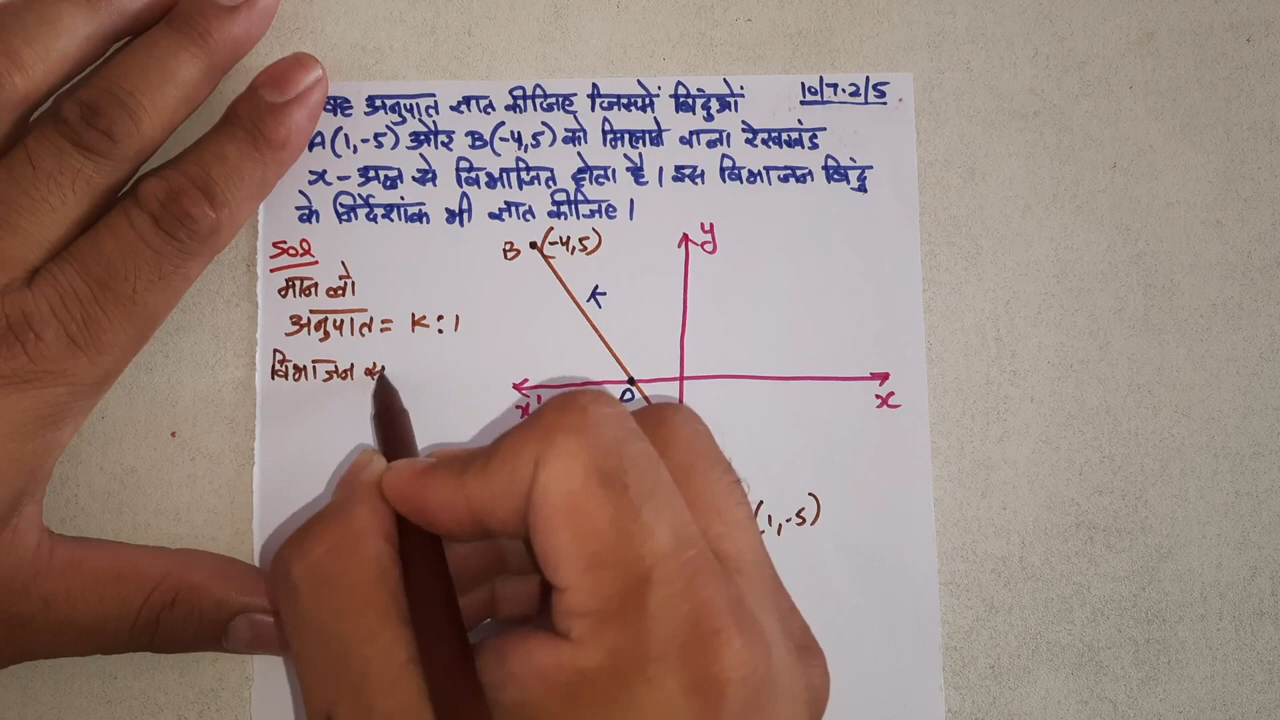 वह अनुपात ज्ञात कीजिए जिसमें बिंदुओं
10/7.2/5
A(1,-5) और B(-4,5) को मिलाने वाला रेखाखंड
x-अक्ष से विभाजित होता है। इस विभाजन बिंदु
के निर्देशांक भी ज्ञात कीजिए।
Sol
मान लो
अनुपात = K:1
विभाजन
B (-4,5)
y
K
x'
x
(1,-5)